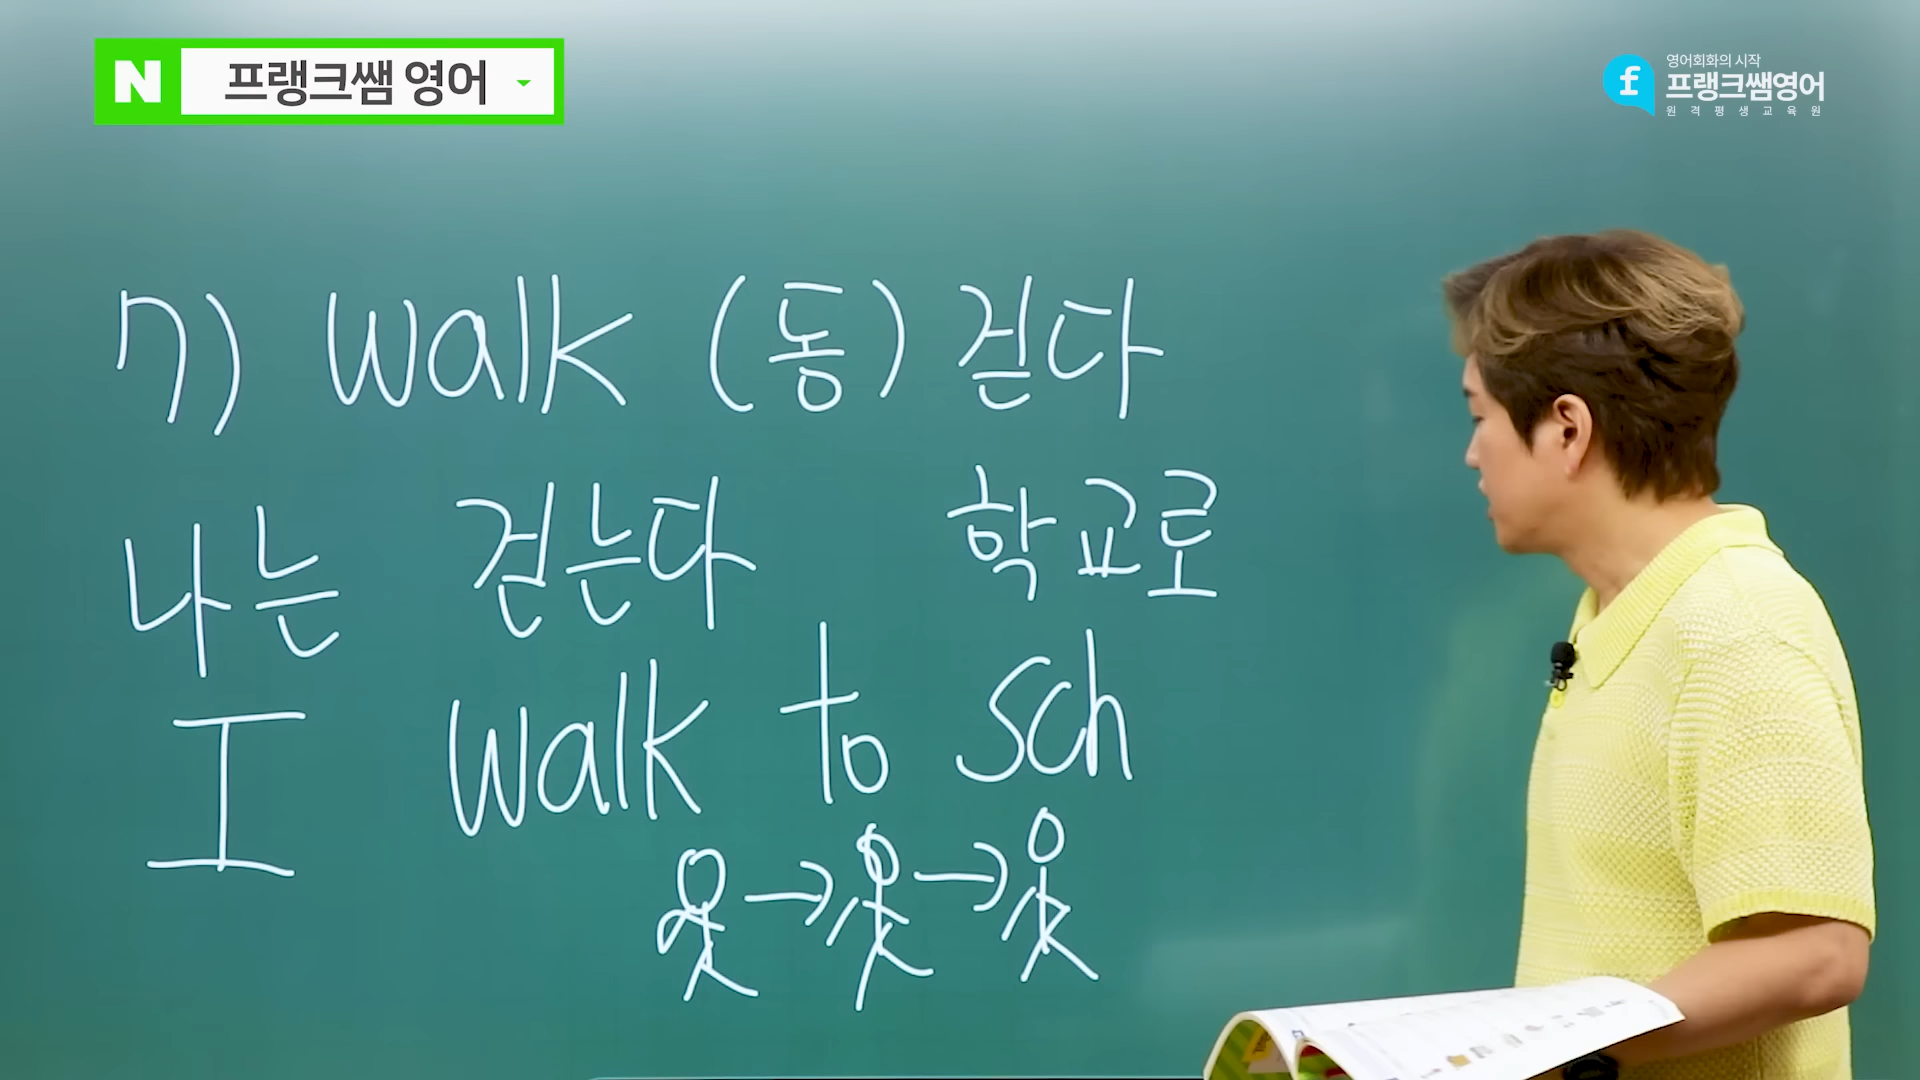 N 프랭크쌤 영어
영어회화의 시작
프랭크쌤영어
원격평생교육원
7) walk (동) 걷다
나는 걷는다 학교로
I walk to sch